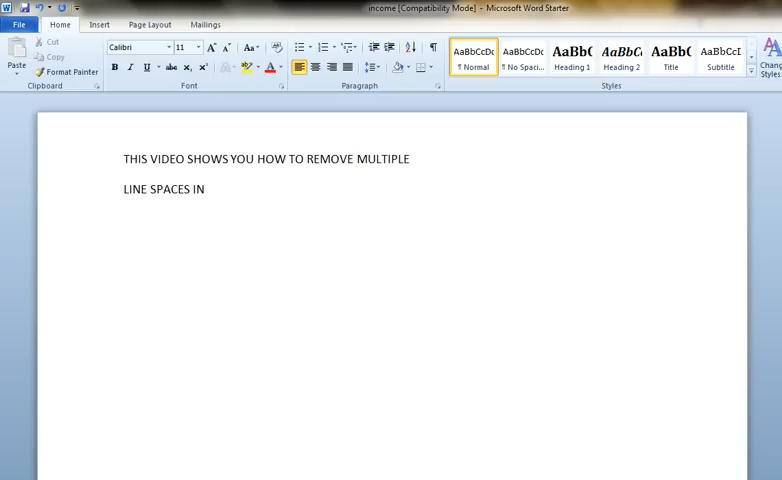 income [Compatibility Mode] - Microsoft Word Starter
File Home Insert Page Layout Mailings
Paste
Cut
Copy
Format Painter
Clipboard
Calibri 11
Font
Paragraph
AaBbCcDc AaBbCcDc AaBbC AaBbCc AaBbC AaBbCcI
¶ Normal ¶ No Spaci... Heading 1 Heading 2 Title Subtitle
Styles
Styles
THIS VIDEO SHOWS YOU HOW TO REMOVE MULTIPLE
LINE SPACES IN